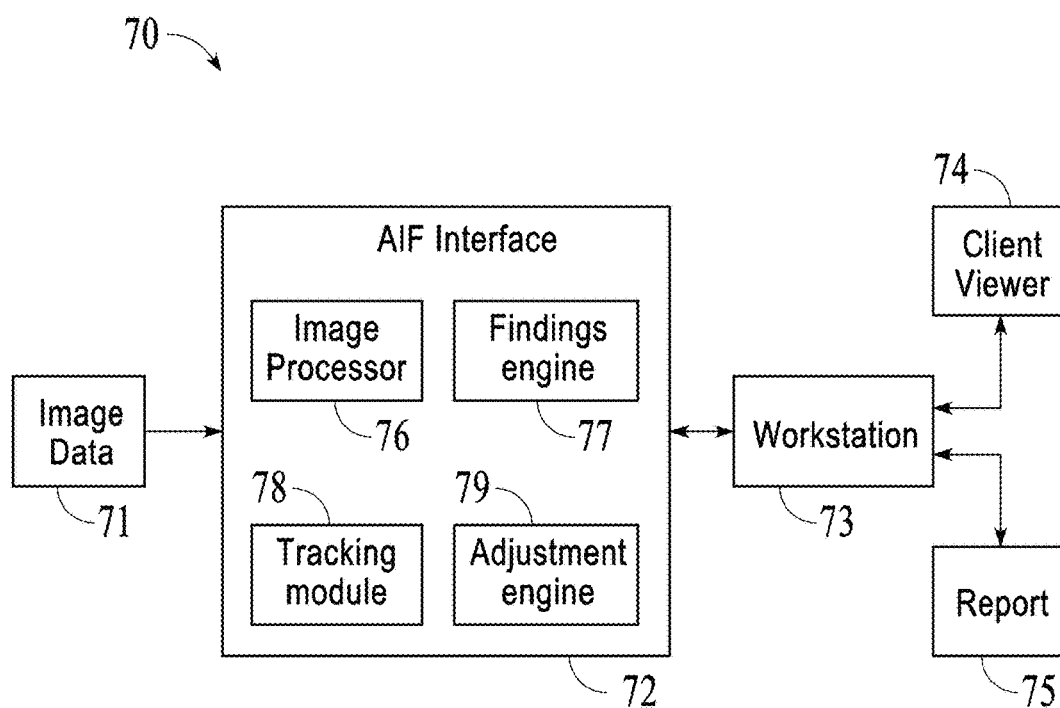 70
74
AIF Interface
Client
Viewer
Image
Processor
Findings
engine
Image
Data
76
77
Workstation
71
78
79
73
Tracking
module
Adjustment
engine
Report
72
75